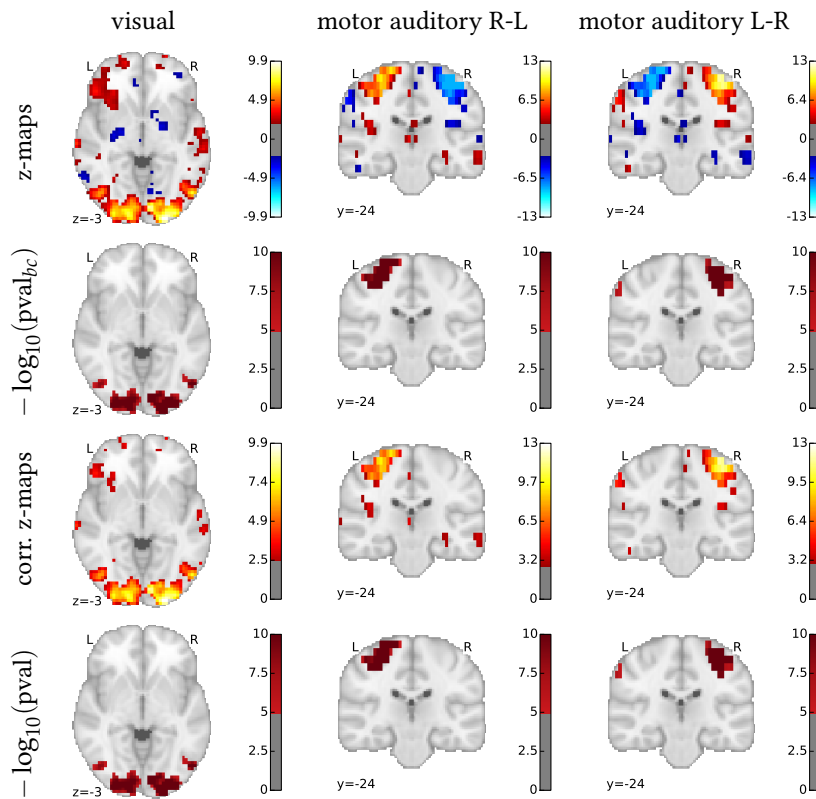 visual motor auditory R-L motor auditory L-R
z-maps
L R z=-3 9.9 4.9 0 -4.9 -9.9
L R y=-24 13 6.4 0 -6.4 -13
L R y=-24 13 6.4 0 -6.4 -13
− log₁₀(pval_bc)
L R z=-3 10 7.5 5 2.5 0
L R y=-24 10 7.5 5 2.5 0
L R y=-24 10 7.5 5 2.5 0
corr. z-maps
L R z=-3 9.9 7.4 4.9 2.5 0
L R y=-24 13 9.7 6.5 3.2 0
L R y=-24 13 9.5 6.4 3.2 0
− log₁₀(pval)
L R z=-3 10 7.5 5 2.5 0
L R y=-24 10 7.5 5 2.5 0
L R y=-24 10 7.5 5 2.5 0